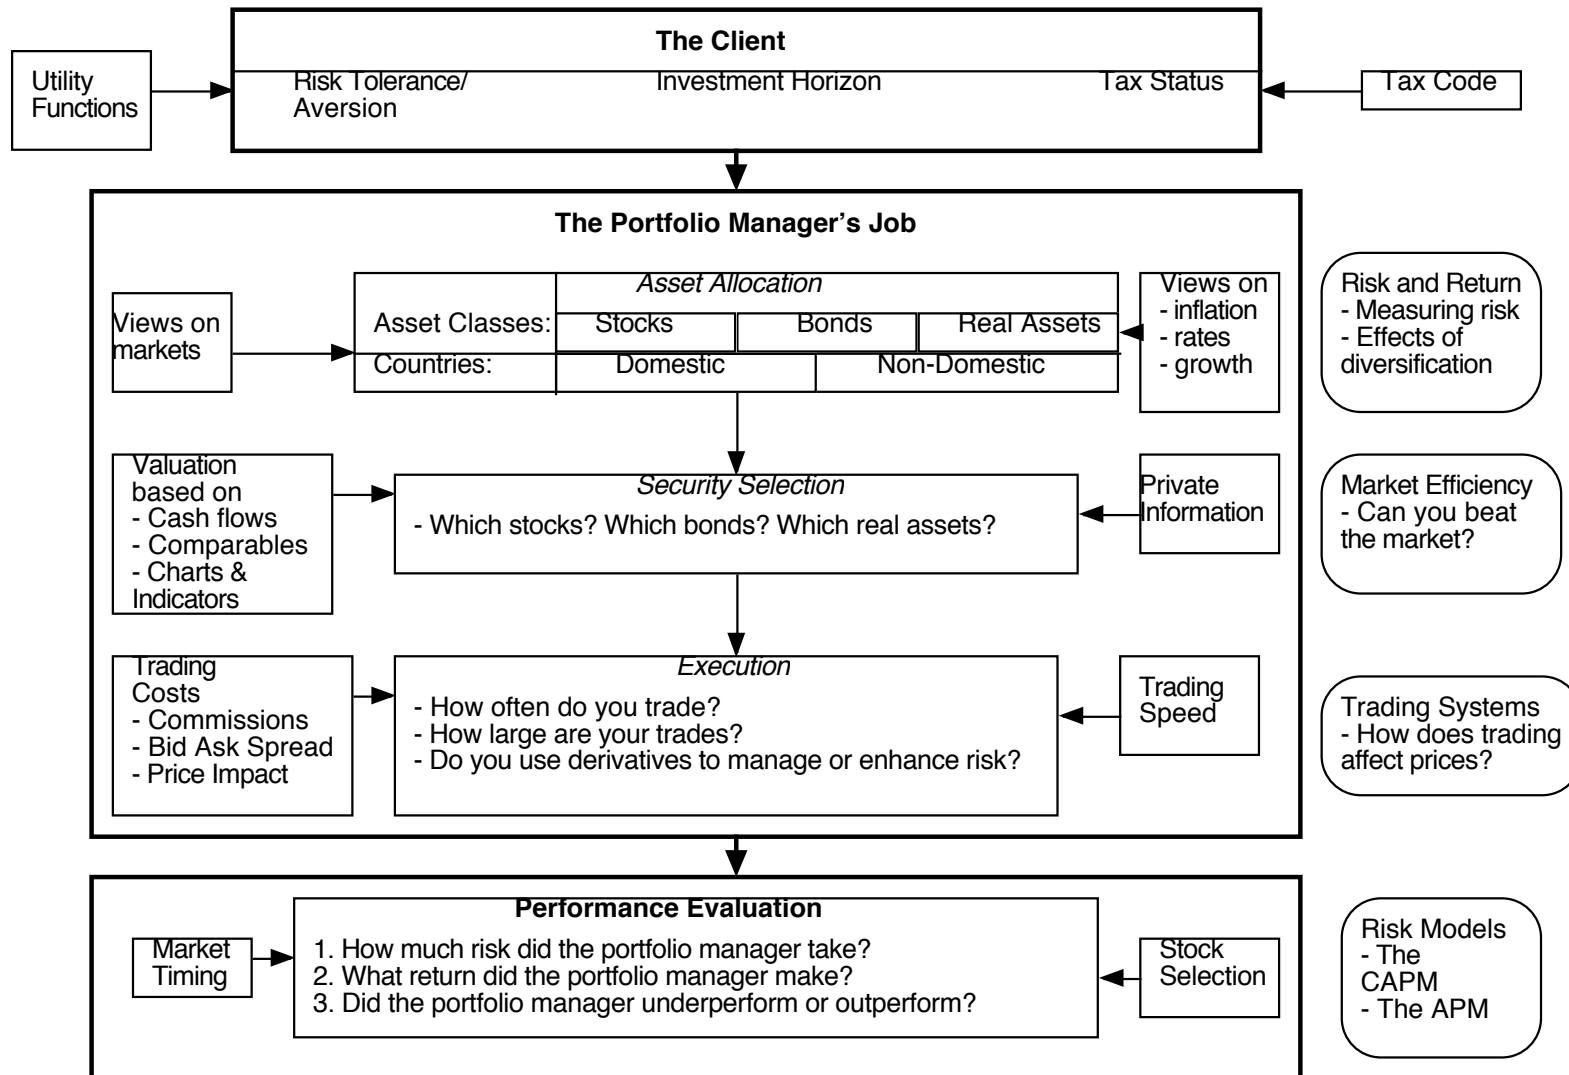 The Client
Utility
Functions
Risk Tolerance/
Aversion
Investment Horizon
Tax Status
Tax Code
The Portfolio Manager’s Job
Views on
markets
Asset Allocation
Asset Classes:
Stocks
Bonds
Real Assets
Countries:
Domestic
Non-Domestic
Views on
- inflation
- rates
- growth
Risk and Return
- Measuring risk
- Effects of
diversification
Valuation
based on
- Cash flows
- Comparables
- Charts &
Indicators
Security Selection
- Which stocks? Which bonds? Which real assets?
Private
Information
Market Efficiency
- Can you beat
the market?
Trading
Costs
- Commissions
- Bid Ask Spread
- Price Impact
Execution
- How often do you trade?
- How large are your trades?
- Do you use derivatives to manage or enhance risk?
Trading
Speed
Trading Systems
- How does trading
affect prices?
Performance Evaluation
Market
Timing
1. How much risk did the portfolio manager take?
2. What return did the portfolio manager make?
3. Did the portfolio manager underperform or outperform?
Stock
Selection
Risk Models
- The
CAPM
- The APM